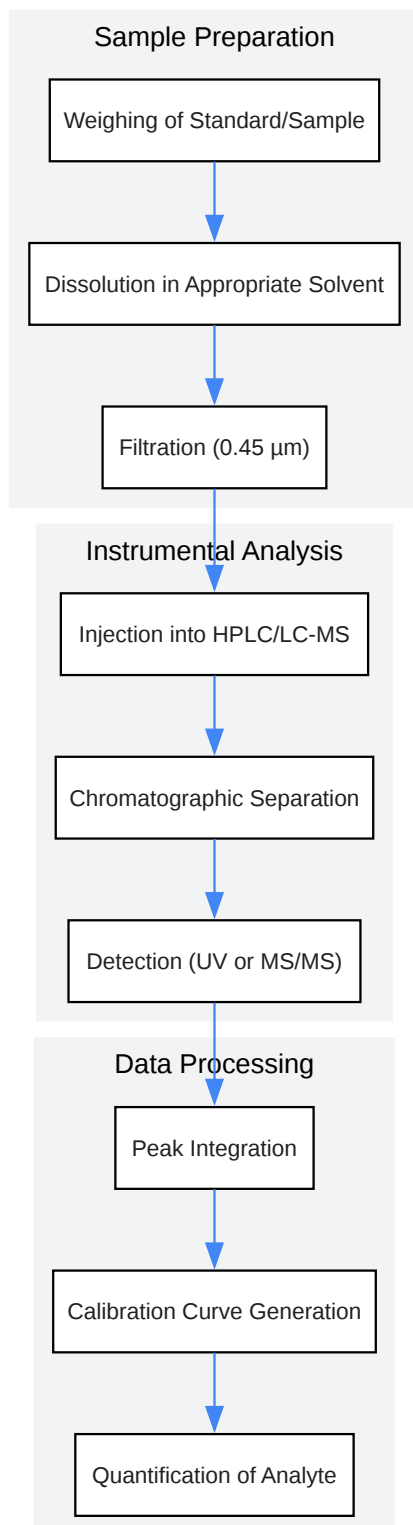 Sample Preparation
Weighing of Standard/Sample
Dissolution in Appropriate Solvent
Filtration (0.45 µm)
Instrumental Analysis
Injection into HPLC/LC-MS
Chromatographic Separation
Detection (UV or MS/MS)
Data Processing
Peak Integration
Calibration Curve Generation
Quantification of Analyte